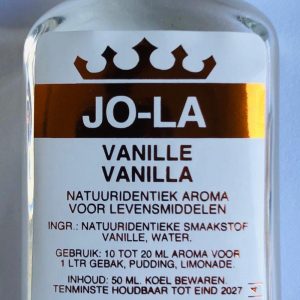 JO-LA
VANILLE
VANILLA
NATUURIDENTIEK AROMA
VOOR LEVENSMIDDELEN
INGR.: NATUURIDENTIEKE SMAAKSTOF
VANILLE, WATER.
GEBRUIK: 10 TOT 20 ML AROMA VOOR
1 LTR GEBAK, PUDDING, LIMONADE.
INHOUD: 50 ML. KOEL BEWAREN
TENMINSTE HOUDBAAR TOT EIND 2027